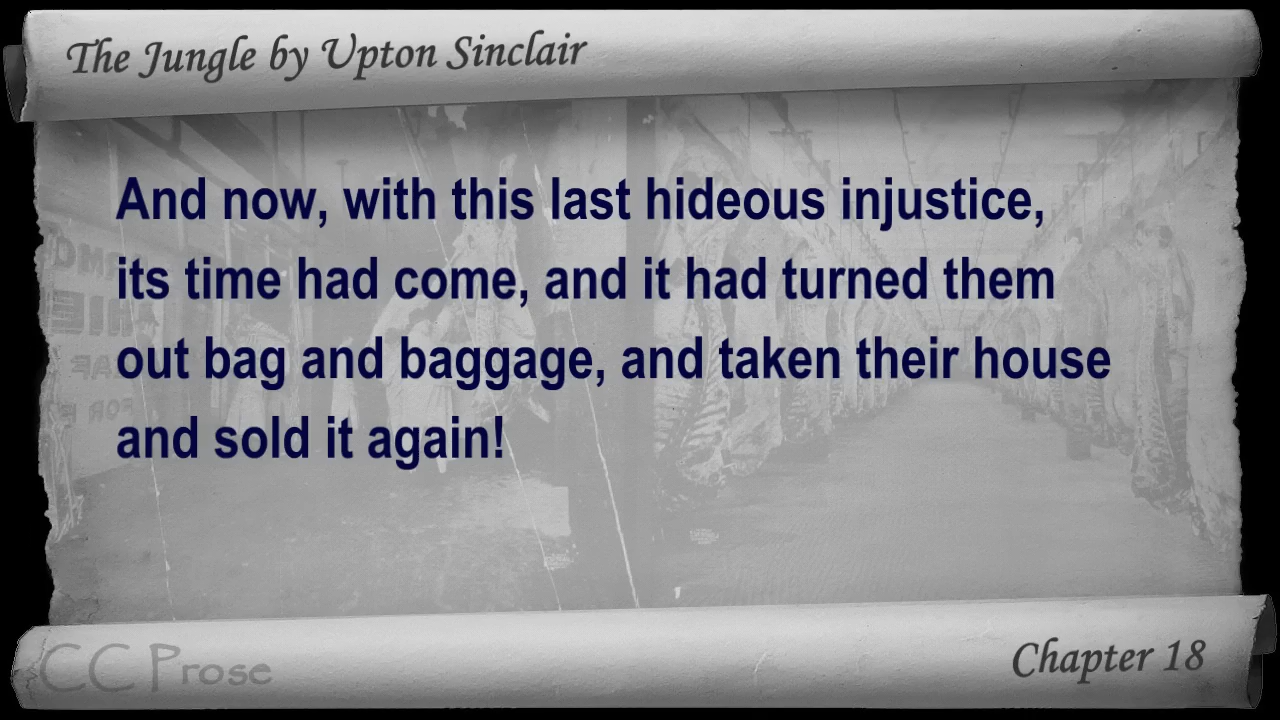 The Jungle by Upton Sinclair
And now, with this last hideous injustice,
its time had come, and it had turned them
out bag and baggage, and taken their house
and sold it again!
CC Prose
Chapter 18